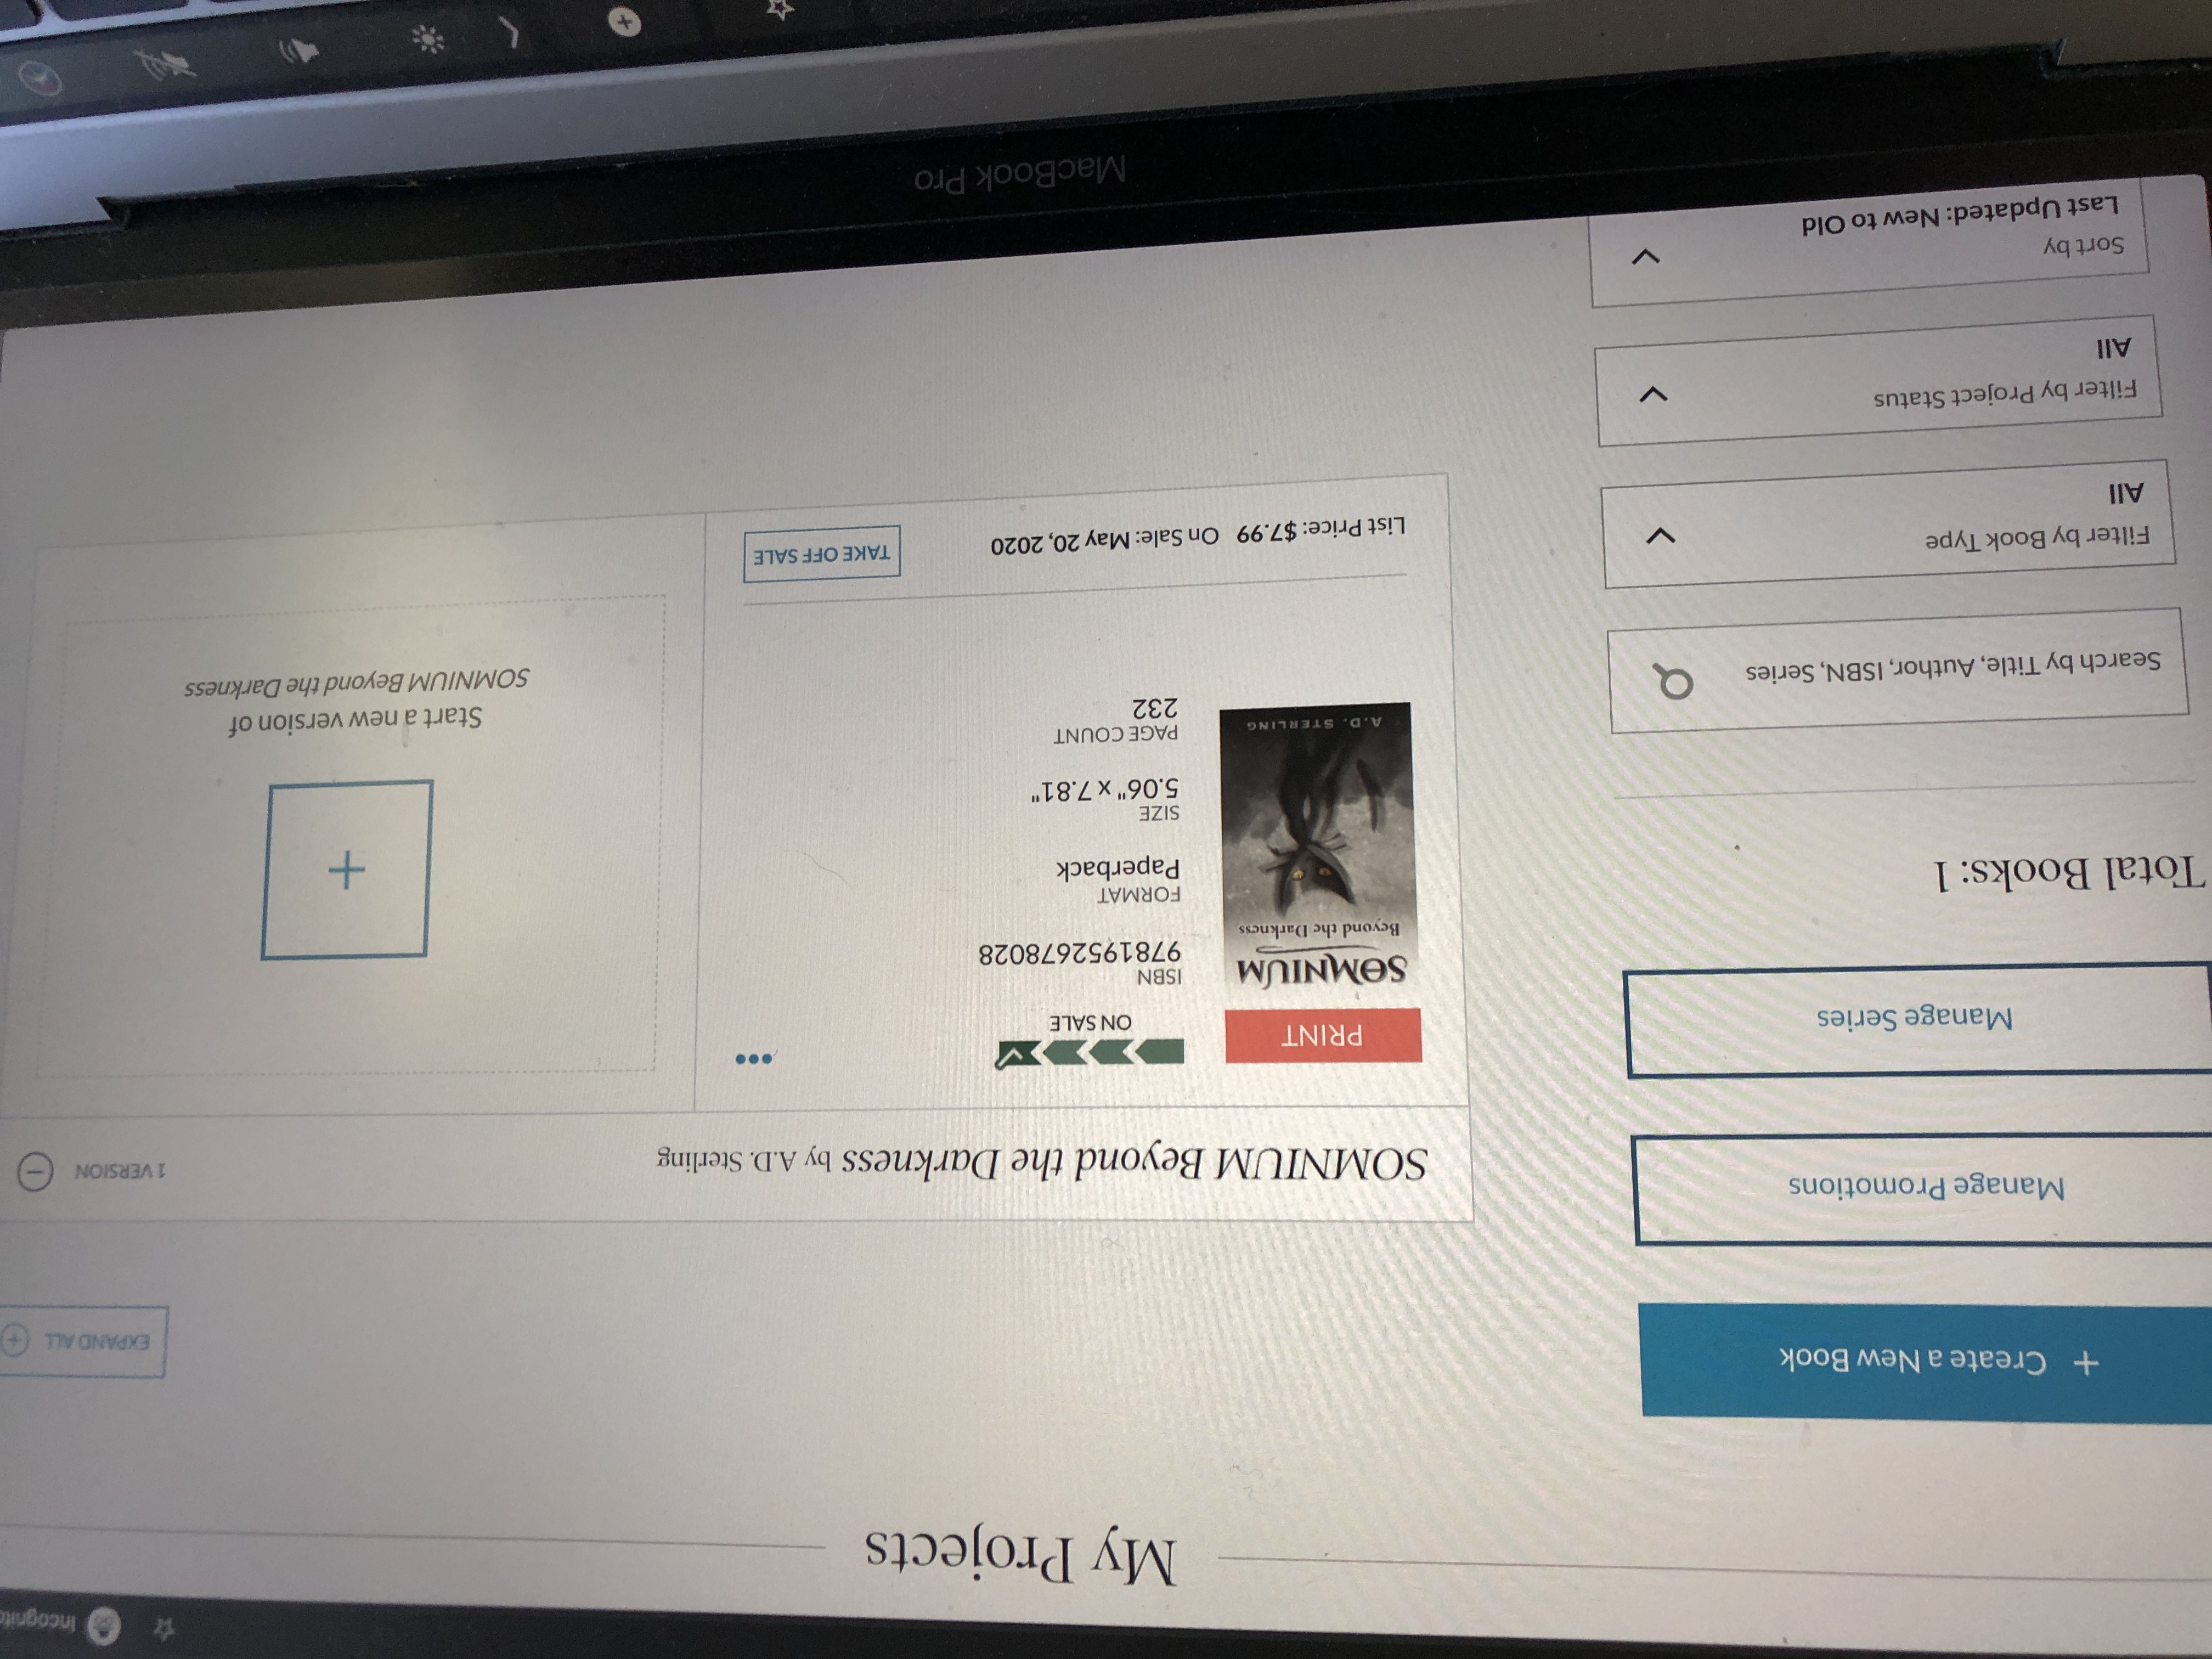 Incognito
My Projects
+ Create a New Book
Manage Promotions
Manage Series
Total Books: 1
Search by Title, Author, ISBN, Series
Filter by Book Type
All
Filter by Project Status
All
Sort by
Last Updated: New to Old
EXPAND ALL
SOMNIUM Beyond the Darkness by A.D. Sterling
1 VERSION
PRINT
ON SALE
SOMNIUM
Beyond the Darkness
A.D. STERLING
ISBN
9781952678028
FORMAT
Paperback
SIZE
5.06" x 7.81"
PAGE COUNT
232
List Price: $7.99 On Sale: May 20, 2020
TAKE OFF SALE
Start a new version of
SOMNIUM Beyond the Darkness
MacBook Pro